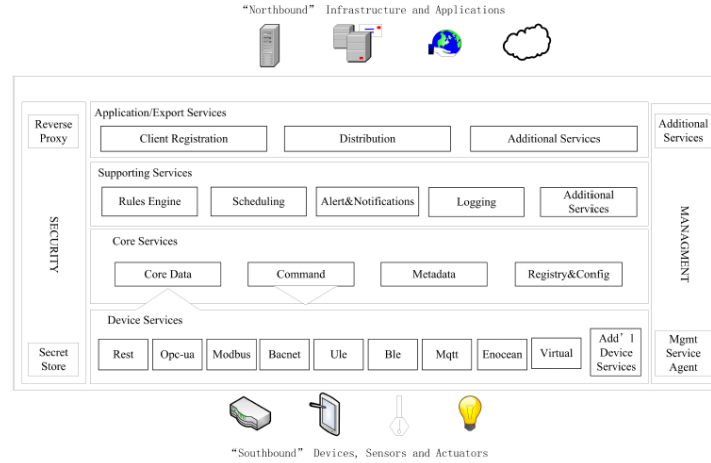 “Northbound” Infrastructure and Applications
Application/Export Services
Reverse
Proxy
Client Registration
Distribution
Additional Services
Additional
Services
Supporting Services
Rules Engine
Scheduling
Alert&Notifications
Logging
Additional
Services
SECURITY
MANAGMENT
Core Services
Core Data
Command
Metadata
Registry&Config
Device Services
Secret
Store
Rest
Opc-ua
Modbus
Bacnet
Ule
Ble
Mqtt
Enocean
Virtual
Add’l
Device
Services
Mgmt
Service
Agent
“Southbound” Devices, Sensors and Actuators